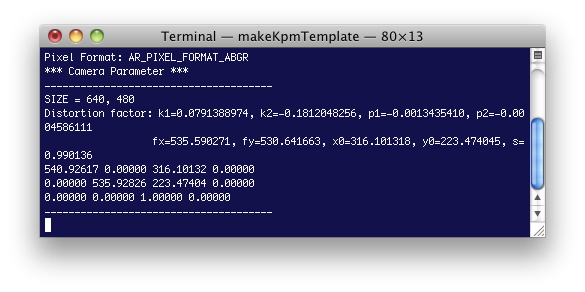 Terminal — makeKpmTemplate — 80×13
Pixel Format: AR_PIXEL_FORMAT_ABGR
*** Camera Parameter ***
--------------------------------------
SIZE = 640, 480
Distortion factor: k1=0.0791388974, k2=-0.1812048256, p1=-0.0013435410, p2=-0.00
04586111
                  fx=535.590271, fy=530.641663, x0=316.101318, y0=223.474045, s=
0.990136
540.92617 0.00000 316.10132 0.00000
0.00000 535.92826 223.47404 0.00000
0.00000 0.00000 1.00000 0.00000
--------------------------------------